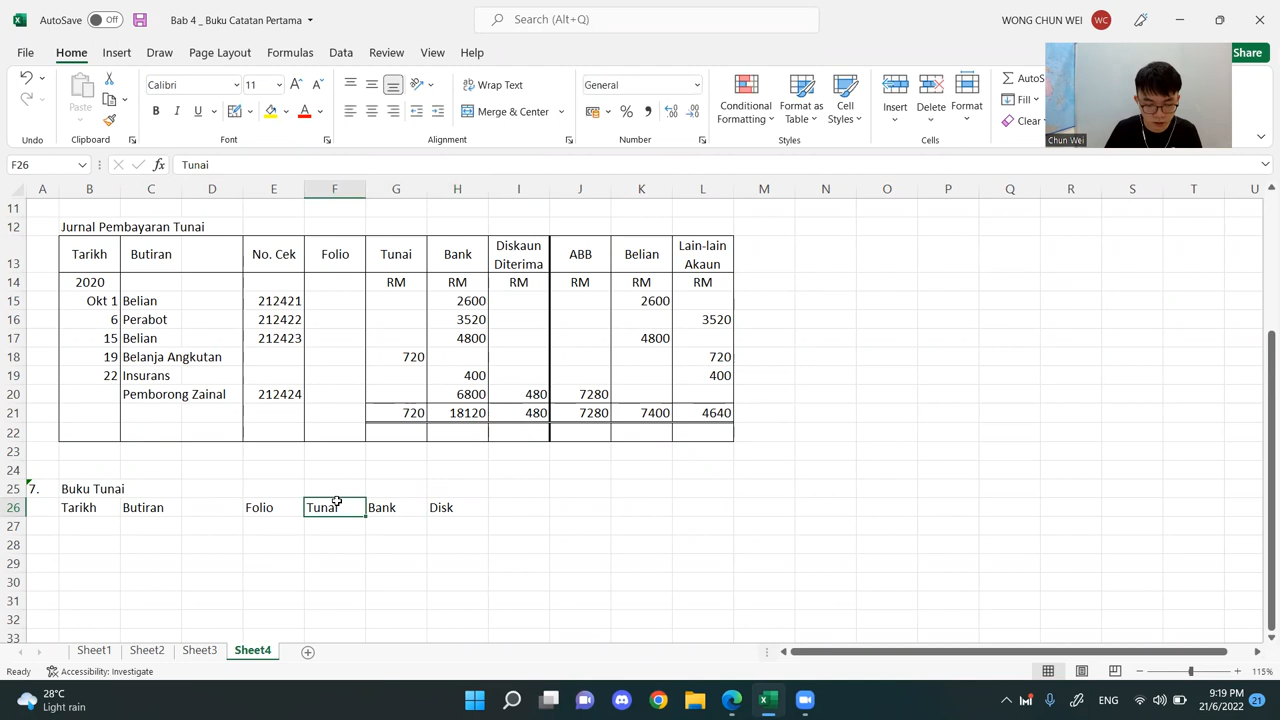 AutoSave Off Bab 4 _ Buku Catatan Pertama Search (Alt+Q) WONG CHUN WEI WC
File Home Insert Draw Page Layout Formulas Data Review View Help Share
Paste Calibri 11 Wrap Text General Conditional Formatting Format as Table Cell Styles Insert Delete Format AutoS
B I U A Merge & Center % Fill
Clear
Undo Clipboard Font Alignment Number Styles Cells
Chun Wei
F26 fx Tunai
A B C D E F G H I J K L M N O P Q R S T U
11
12 Jurnal Pembayaran Tunai
13 Tarikh Butiran No. Cek Folio Tunai Bank Diskaun Diterima ABB Belian Lain-lain Akaun
14 2020 RM RM RM RM RM RM
15 Okt 1 Belian 212421 2600 2600
16 6 Perabot 212422 3520 3520
17 15 Belian 212423 4800 4800
18 19 Belanja Angkutan 720 720
19 22 Insurans 400 400
20 Pemborong Zainal 212424 6800 480 7280
21 720 18120 480 7280 7400 4640
22
23
24
25 7. Buku Tunai
26 Tarikh Butiran Folio Tunai Bank Disk
27
28
29
30
31
32
33
Sheet1 Sheet2 Sheet3 Sheet4
Ready Accessibility: Investigate 115%
28°C
Light rain
ENG
9:19 PM
21/6/2022
21